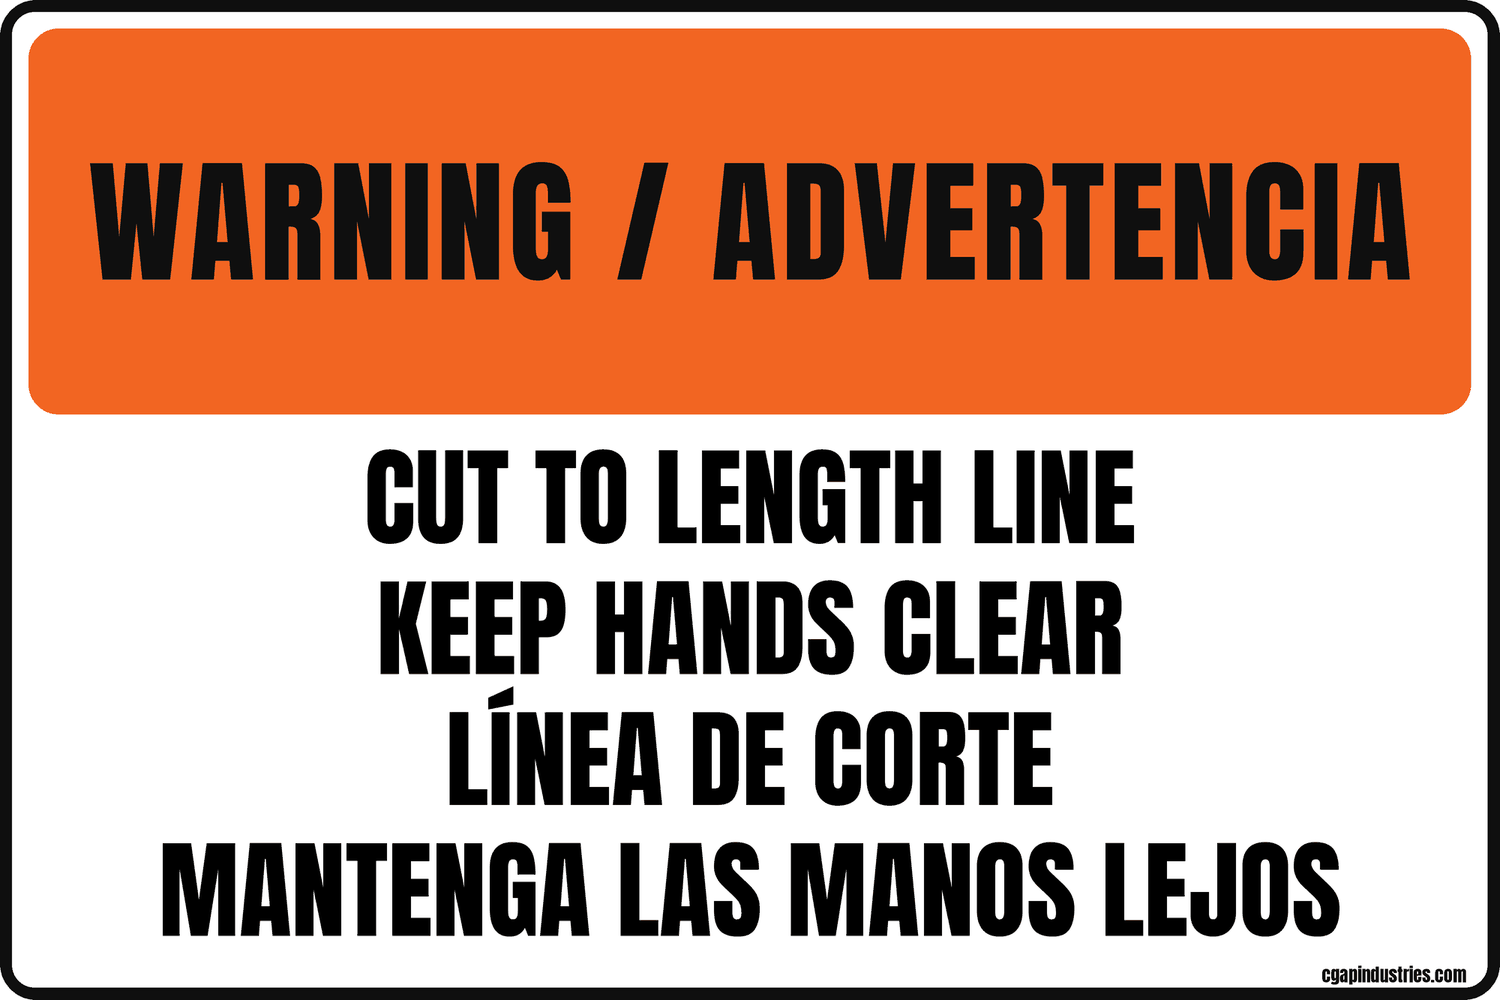 WARNING / ADVERTENCIA
CUT TO LENGTH LINE
KEEP HANDS CLEAR
LÍNEA DE CORTE
MANTENGA LAS MANOS LEJOS
cgapindustries.com